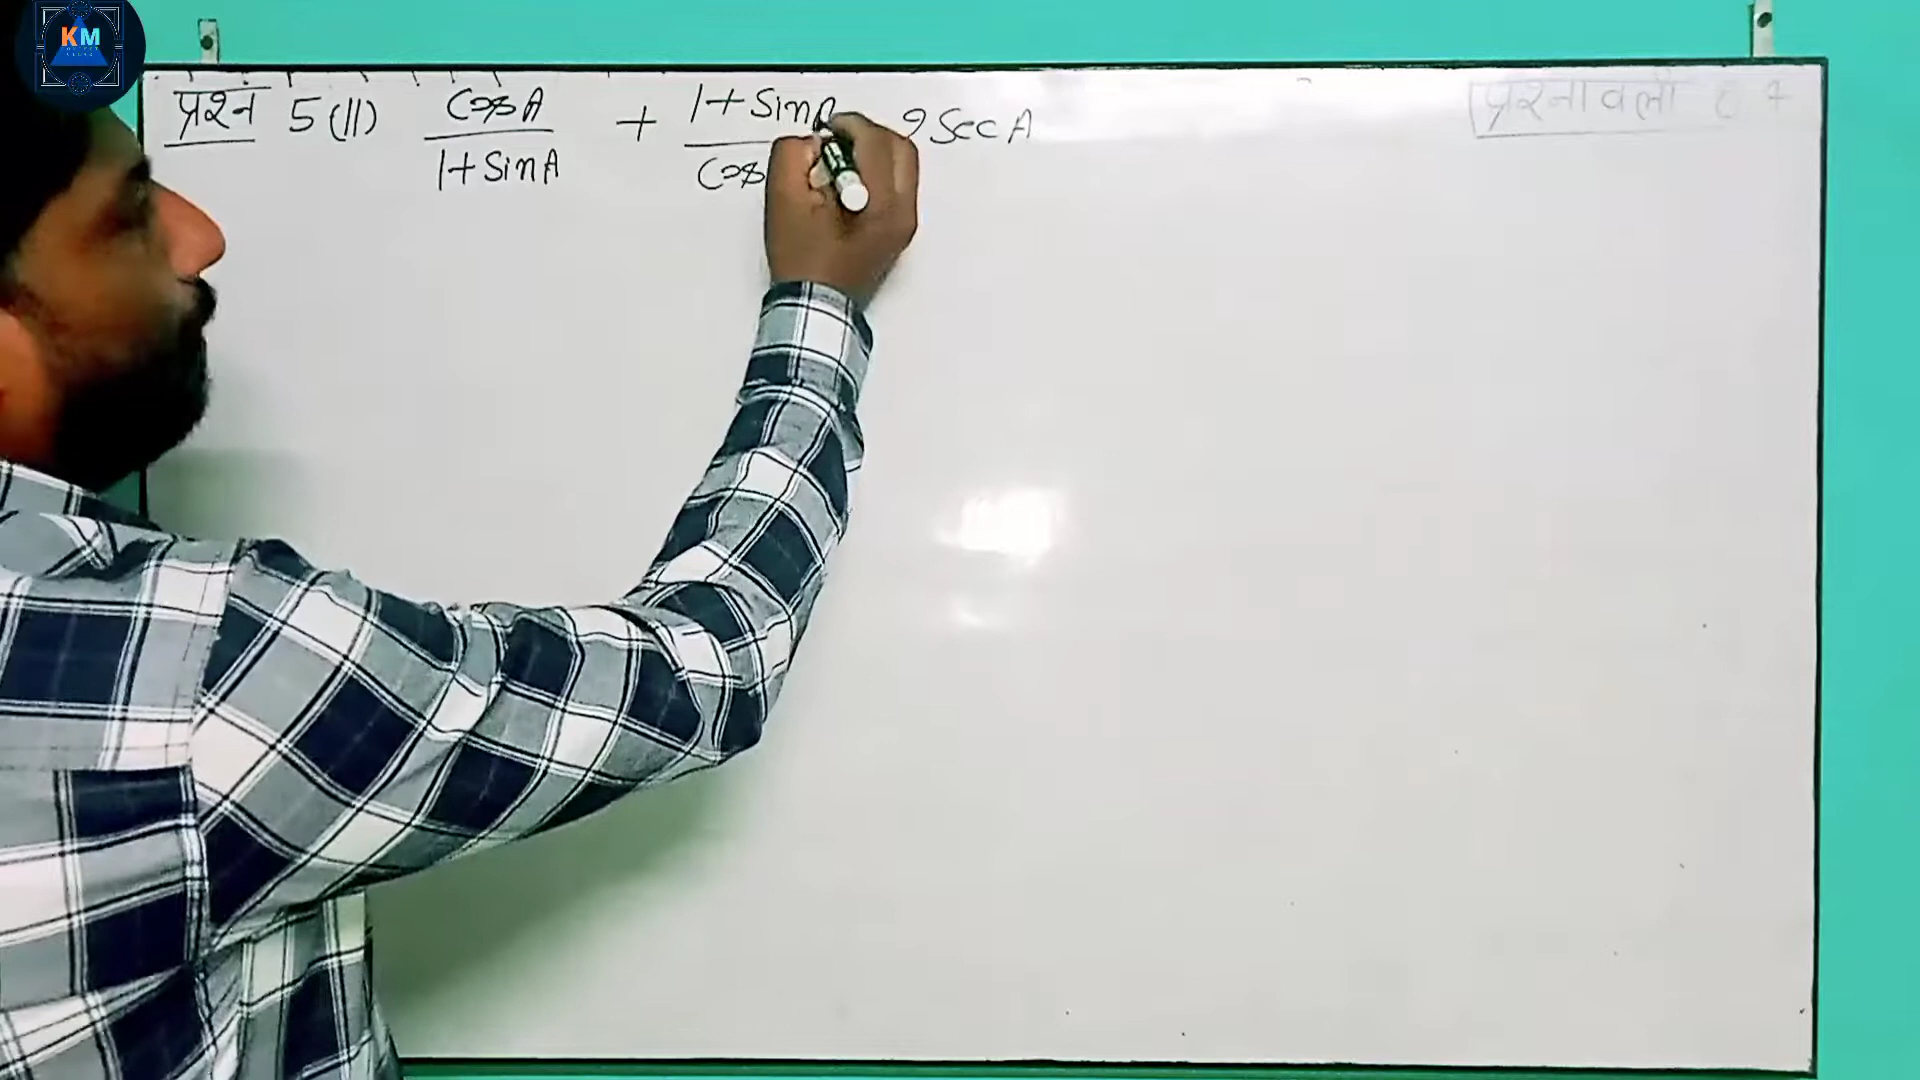 KM
प्रश्न 5(II) CosA + 1+SinA 2SecA
1+SinA Cos
प्रश्नावली